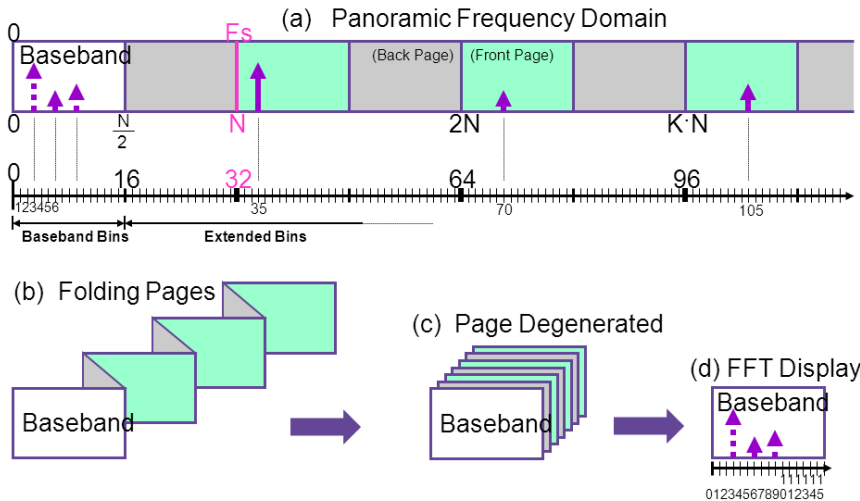 (a) Panoramic Frequency Domain
0 Fs
Baseband (Back Page) (Front Page)
0 N/2 N 2N K·N
0 16 32 64 96
123456 35 70 105
Baseband Bins Extended Bins
(b) Folding Pages
Baseband
(c) Page Degenerated
Baseband
(d) FFT Display
Baseband
111111
0123456789012345